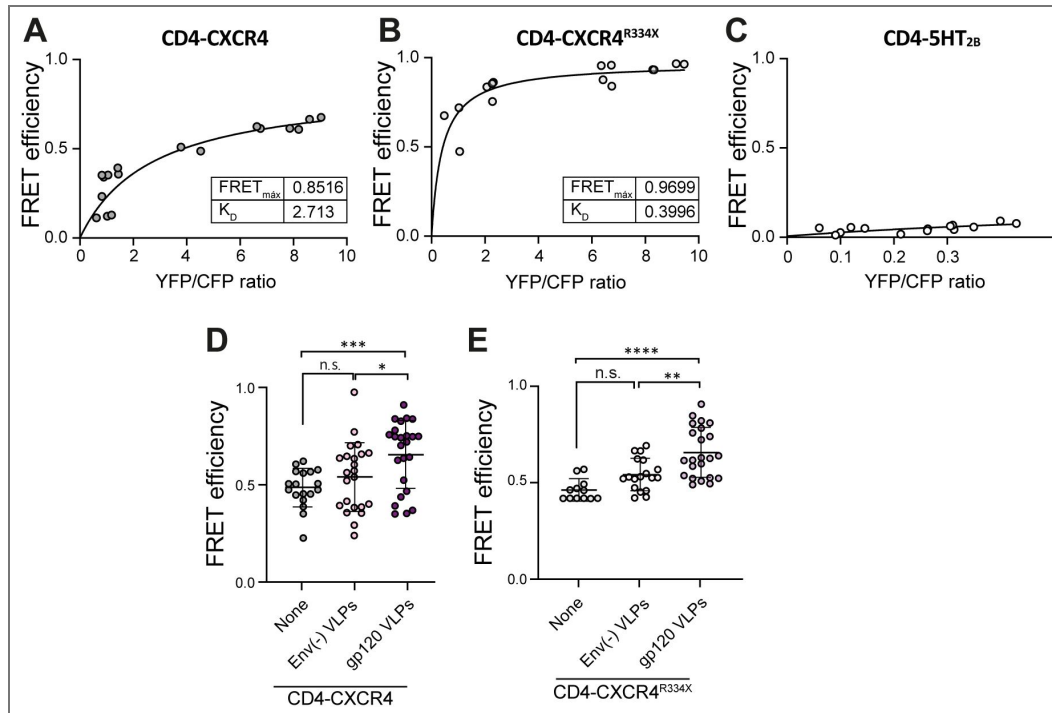 A
CD4-CXCR4
FRET efficiency
1.0
0.5
0.0
0 2 4 6 8 10
YFP/CFP ratio
FRETmáx 0.8516
KD 2.713
B
CD4-CXCR4R334X
FRET efficiency
1.0
0.5
0.0
0 2 4 6 8 10
YFP/CFP ratio
FRETmáx 0.9699
KD 0.3996
C
CD4-5HT2B
FRET efficiency
1.0
0.5
0.0
0 0.1 0.2 0.3
YFP/CFP ratio
D
***
n.s. *
FRET efficiency
1.0
0.5
0.0
None
Env(-) VLPs
gp120 VLPs
CD4-CXCR4
E
****
n.s. **
FRET efficiency
1.0
0.5
0.0
None
Env(-) VLPs
gp120 VLPs
CD4-CXCR4R334X